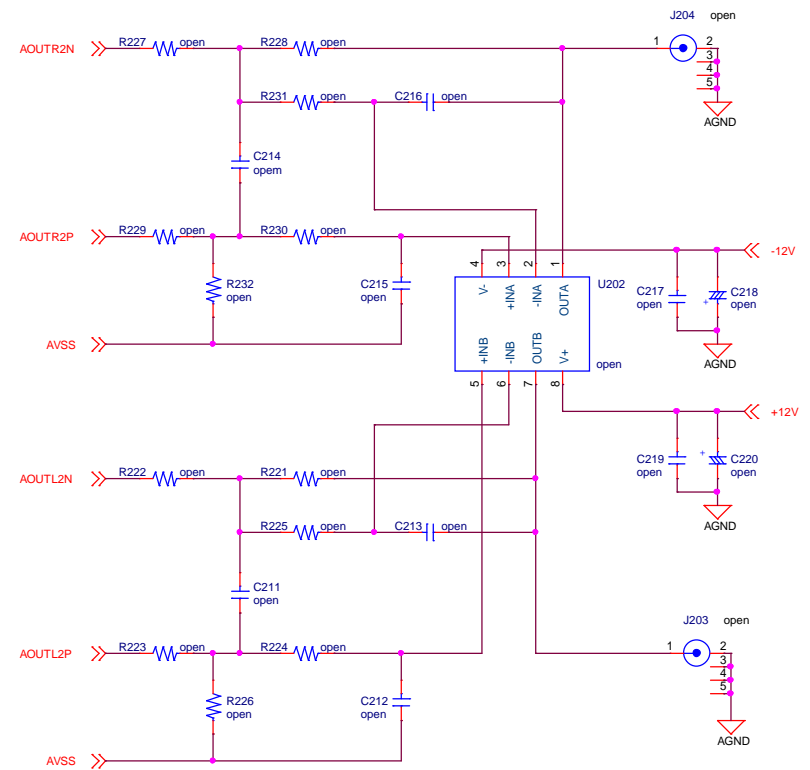 J204 open
AOUTR2N R227 open R228 open 1 2
3
4
5
R231 open C216 open
AGND
C214
opem
AOUTR2P R229 open R230 open
-12V
4 3 2 1
U202
R232
open
C215
open
V- +INA -INA OUTA
C217
open
C218
open
+
AVSS
+INB -INB OUTB V+
open
AGND
5 6 7 8
+12V
C219
open
+
C220
open
AOUTL2N R222 open R221 open
AGND
R225 open C213 open
C211
open
J203 open
AOUTL2P R223 open R224 open 1 2
3
4
5
R226
open
C212
open
AGND
AVSS